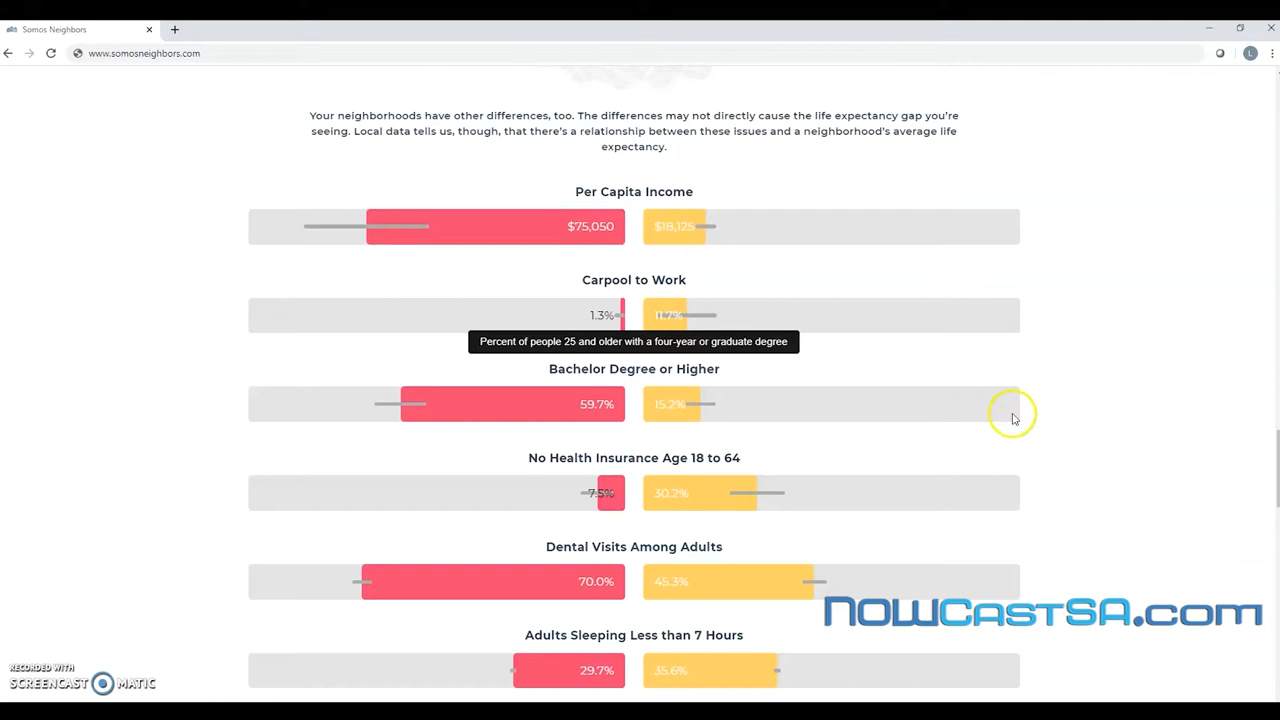 Somos Neighbors
www.somosneighbors.com
L
Your neighborhoods have other differences, too. The differences may not directly cause the life expectancy gap you're
seeing. Local data tells us, though, that there's a relationship between these issues and a neighborhood's average life
expectancy.
Per Capita Income
$75,050 $18,125
Carpool to Work
1.3% 11.7%
Percent of people 25 and older with a four-year or graduate degree
Bachelor Degree or Higher
59.7% 15.2%
No Health Insurance Age 18 to 64
7.5% 30.2%
Dental Visits Among Adults
70.0% 45.3%
NOWCastSA.com
Adults Sleeping Less than 7 Hours
29.7% 35.6%
RECORDED WITH
SCREENCAST MATIC